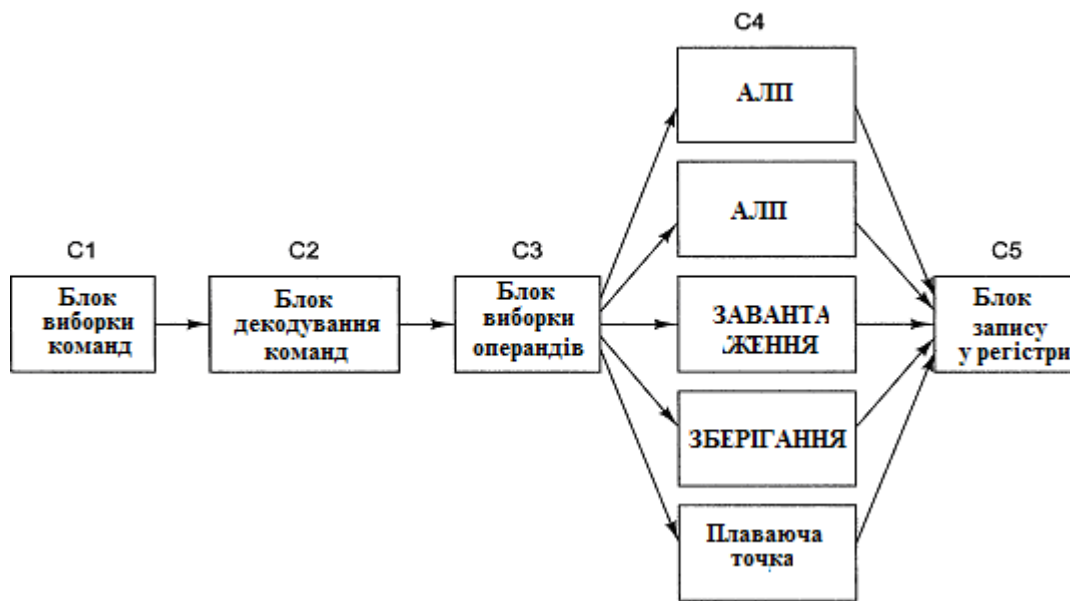 C4
АЛП
АЛП
C1
Блок
виборки
команд
C2
Блок
декодування
команд
C3
Блок
виборки
операндів
ЗАВАНТА
ЖЕННЯ
C5
Блок
запису
у регістри
ЗБЕРІГАННЯ
Плаваюча
точка